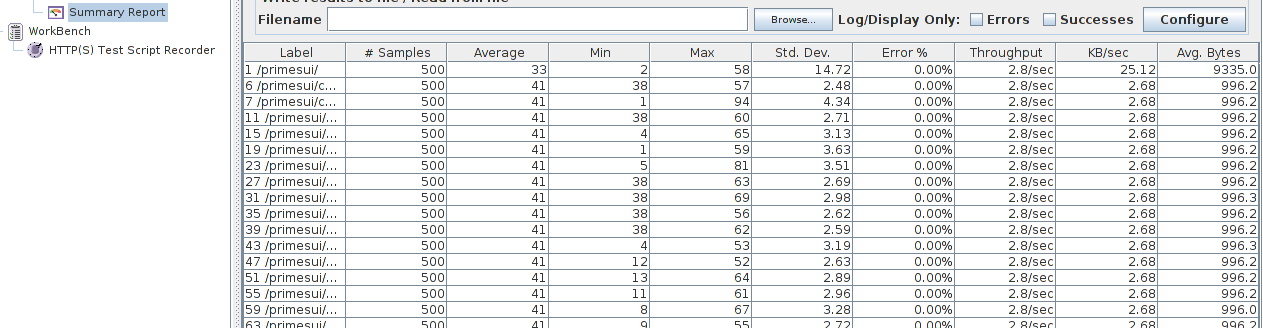 Summary Report
WorkBench
HTTP(S) Test Script Recorder
Write results to file / Read from file
Filename Browse... Log/Display Only: Errors Successes Configure
Label # Samples Average Min Max Std. Dev. Error % Throughput KB/sec Avg. Bytes
1 /primesui/ 500 33 2 58 14.72 0.00% 2.8/sec 25.12 9335.0
6 /primesui/c... 500 41 38 57 2.48 0.00% 2.8/sec 2.68 996.2
7 /primesui/c... 500 41 1 94 4.34 0.00% 2.8/sec 2.68 996.2
11 /primesui/... 500 41 38 60 2.71 0.00% 2.8/sec 2.68 996.2
15 /primesui/... 500 41 4 65 3.13 0.00% 2.8/sec 2.68 996.2
19 /primesui/... 500 41 1 59 3.63 0.00% 2.8/sec 2.68 996.2
23 /primesui/... 500 41 5 81 3.51 0.00% 2.8/sec 2.68 996.2
27 /primesui/... 500 41 38 63 2.69 0.00% 2.8/sec 2.68 996.2
31 /primesui/... 500 41 38 69 2.98 0.00% 2.8/sec 2.68 996.3
35 /primesui/... 500 41 38 56 2.62 0.00% 2.8/sec 2.68 996.2
39 /primesui/... 500 41 38 62 2.59 0.00% 2.8/sec 2.68 996.2
43 /primesui/... 500 41 4 53 3.19 0.00% 2.8/sec 2.68 996.3
47 /primesui/... 500 41 12 52 2.63 0.00% 2.8/sec 2.68 996.2
51 /primesui/... 500 41 13 64 2.89 0.00% 2.8/sec 2.68 996.2
55 /primesui/... 500 41 11 61 2.96 0.00% 2.8/sec 2.68 996.2
59 /primesui/... 500 41 8 67 3.28 0.00% 2.8/sec 2.68 996.0
63 /primesui/... 500 41 9 55 2.72 0.00% 2.8/sec 2.68 996.2